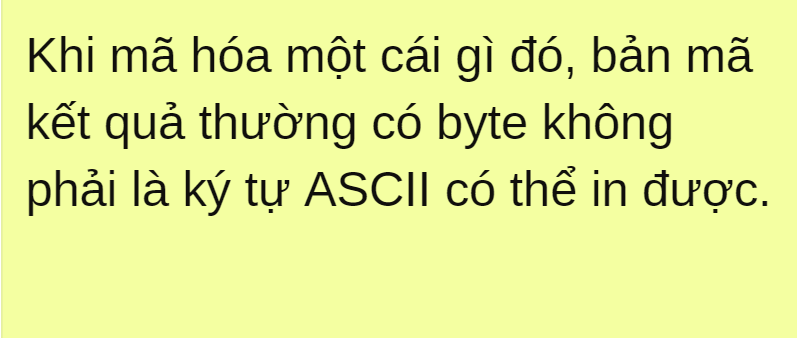 Khi mã hóa một cái gì đó, bản mã
kết quả thường có byte không
phải là ký tự ASCII có thể in được.